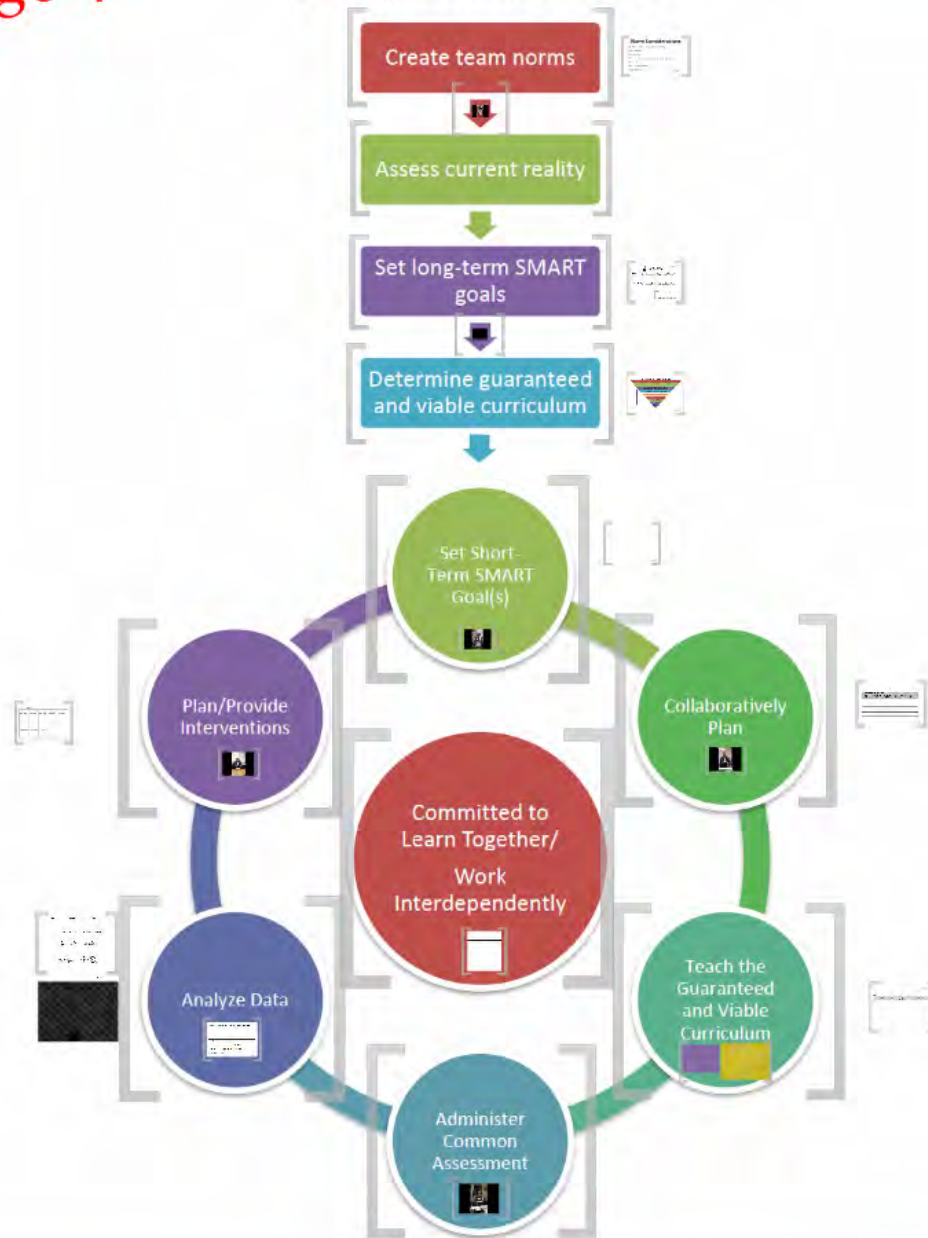 Create team norms
Assess current reality
Set long-term SMART
goals
Determine guaranteed
and viable curriculum
Set Short-
Term SMART
Goal(s)
Collaboratively
Plan
Teach the
Guaranteed
and Viable
Curriculum
Administer
Common
Assessment
Analyze Data
Plan/Provide
Interventions
Committed to
Learn Together/
Work
Interdependently